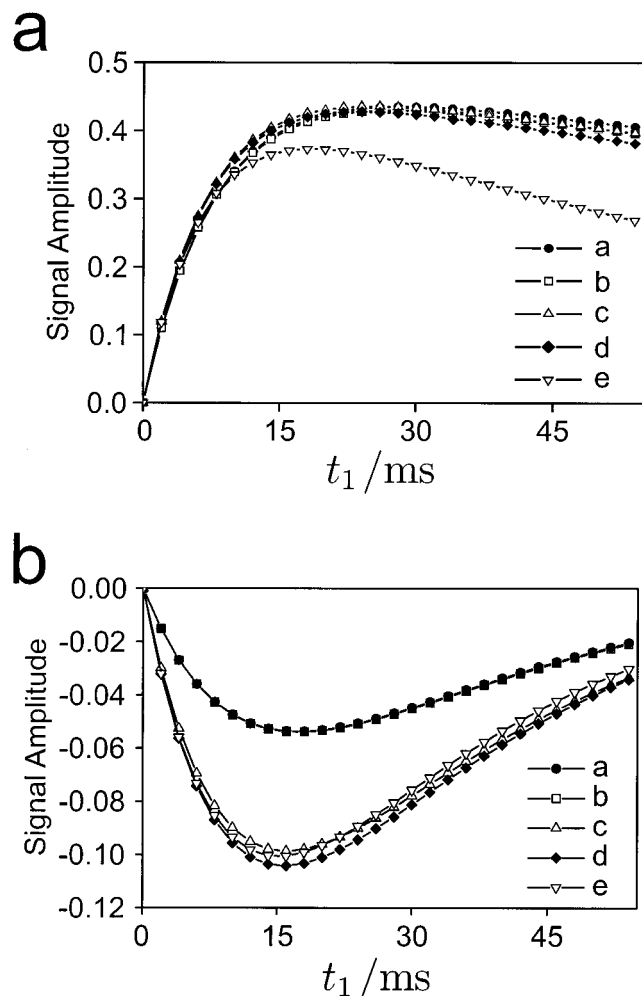 a
0.5
0.4
0.3
0.2
0.1
0.0
Signal Amplitude
a
b
c
d
e
0
15
30
45
t1/ms
b
0.00
-0.02
-0.04
-0.06
-0.08
-0.10
-0.12
Signal Amplitude
a
b
c
d
e
0
15
30
45
t1/ms